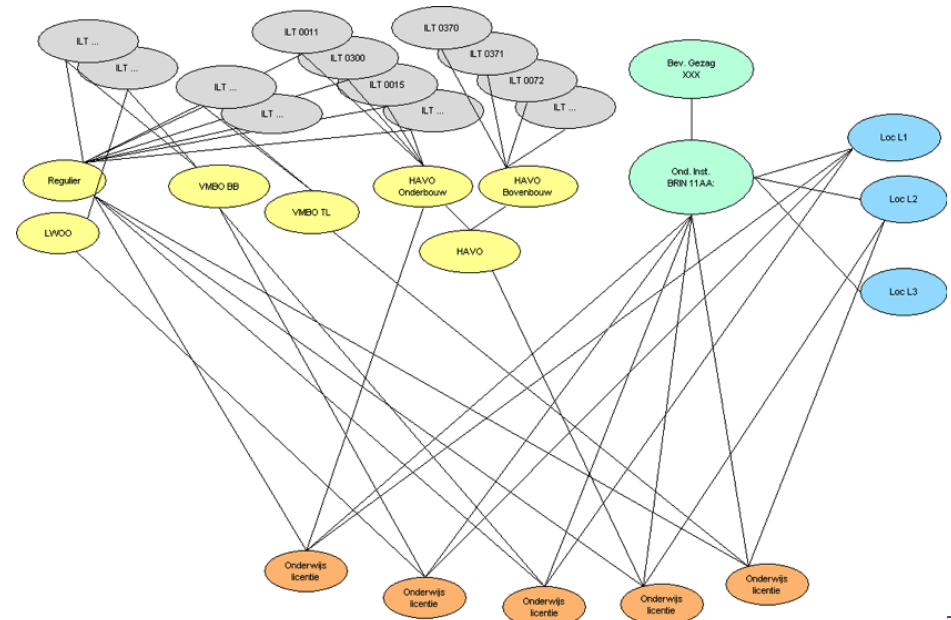 ILT ...
ILT ...
ILT ...
ILT ...
ILT 0011
ILT 0300
ILT 0015
ILT ...
ILT 0370
ILT 0371
ILT 0072
ILT ...
Bev. Gezag
XXX
Ond. Inst.
BRIN 11AA:
Loc L1
Loc L2
Loc L3
Regulier
LWOO
VMBO BB
VMBO TL
HAVO
Onderbouw
HAVO
Bovenbouw
HAVO
Onderwijs
licentie
Onderwijs
licentie
Onderwijs
licentie
Onderwijs
licentie
Onderwijs
licentie